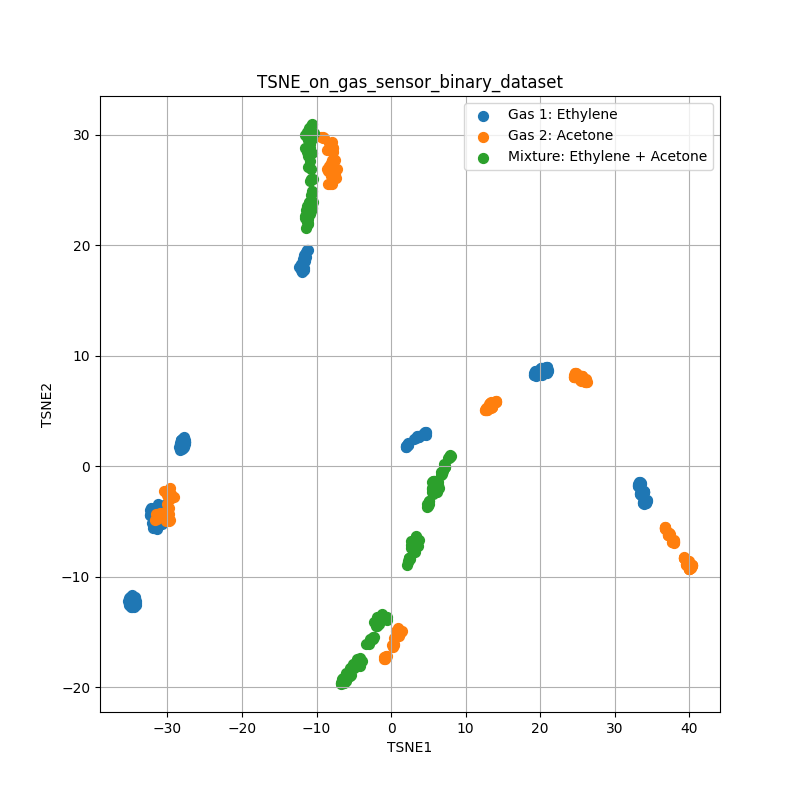 TSNE_on_gas_sensor_binary_dataset
Gas 1: Ethylene
Gas 2: Acetone
Mixture: Ethylene + Acetone
30
20
10
0
−10
−20
TSNE2
−30 −20 −10 0 10 20 30 40
TSNE1